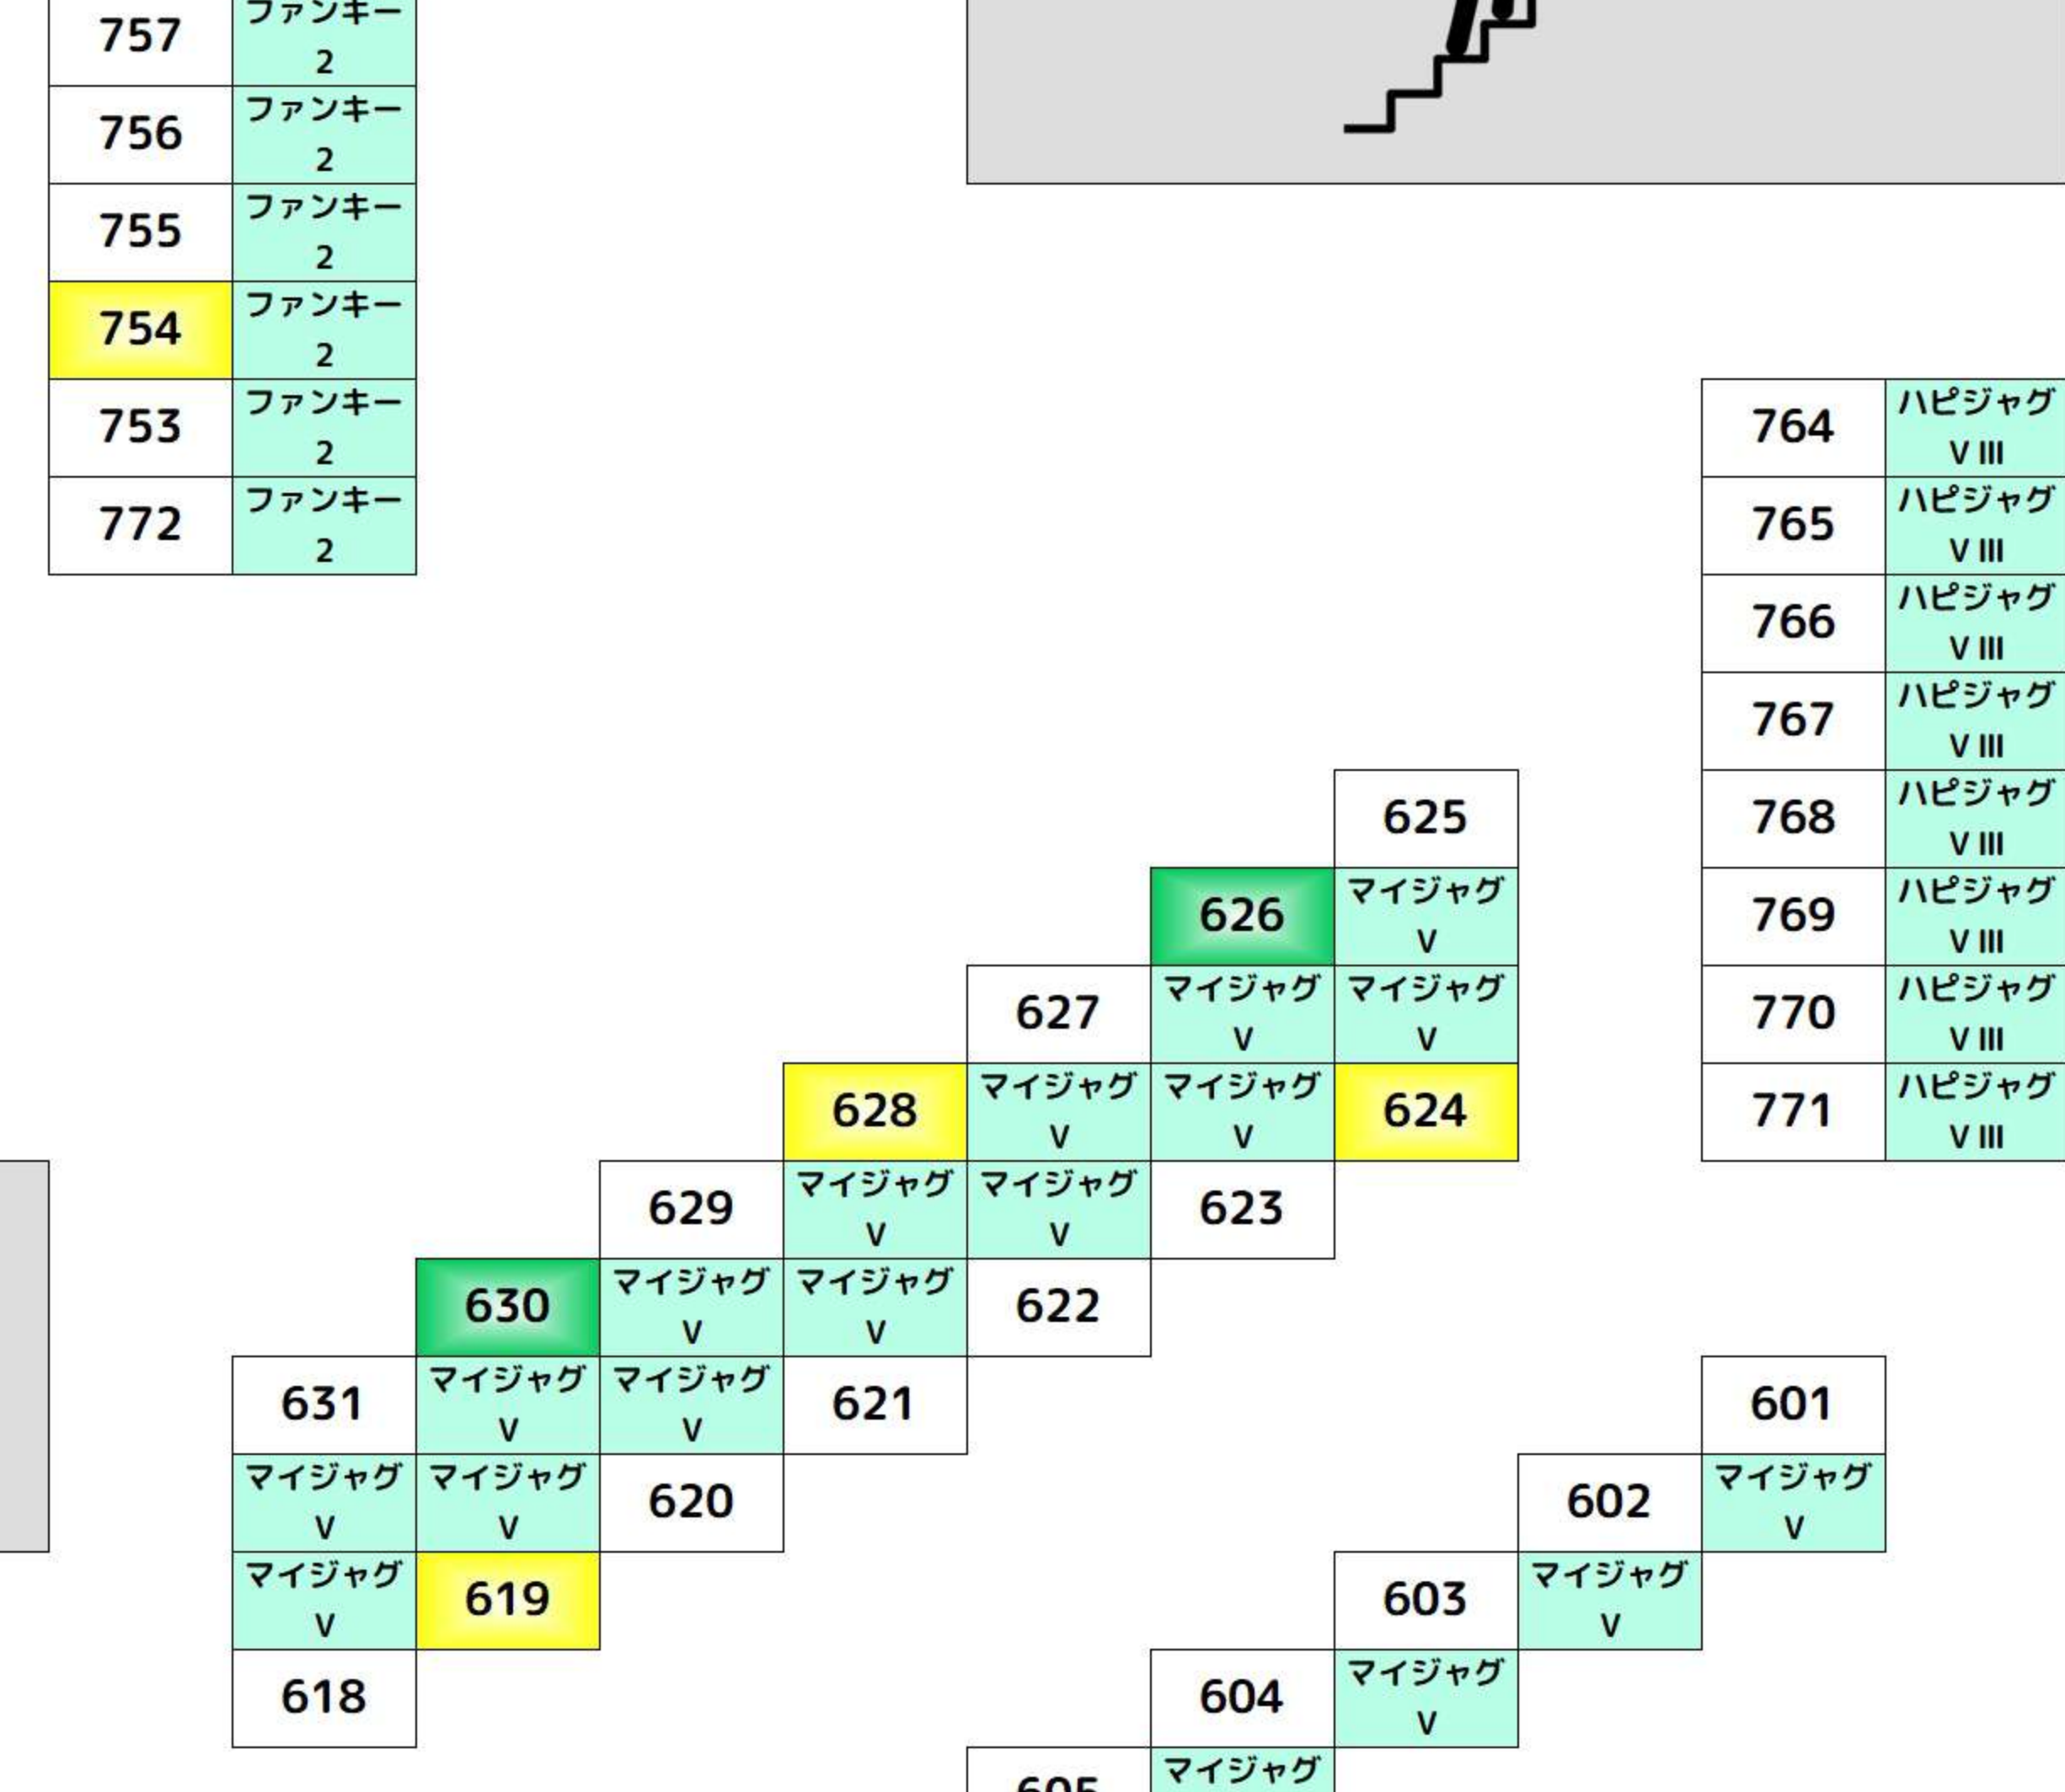 757 ファンキー
2
756 ファンキー
2
755 ファンキー
2
754 ファンキー
2
753 ファンキー
2
772 ファンキー
2
764 ハピジャグ
V III
765 ハピジャグ
V III
766 ハピジャグ
V III
767 ハピジャグ
V III
768 ハピジャグ
V III
769 ハピジャグ
V III
770 ハピジャグ
V III
771 ハピジャグ
V III
625
626 マイジャグ
V
627 マイジャグ マイジャグ
V V
628 マイジャグ マイジャグ 624
V V
629 マイジャグ マイジャグ 623
V V
630 マイジャグ マイジャグ 622
V V
631 マイジャグ マイジャグ 621
V V
マイジャグ マイジャグ 620
V V
マイジャグ 619
V
618
601
602 マイジャグ
V
603 マイジャグ
V
604 マイジャグ
V
605 マイジャグ